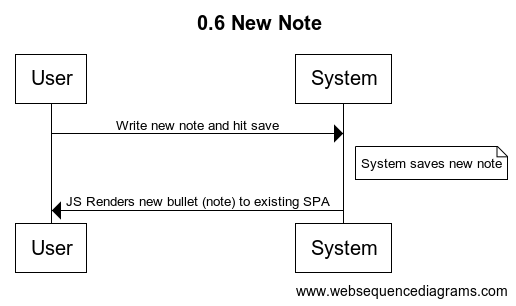 0.6 New Note
User
System
Write new note and hit save
System saves new note
JS Renders new bullet (note) to existing SPA
User
System
www.websequencediagrams.com